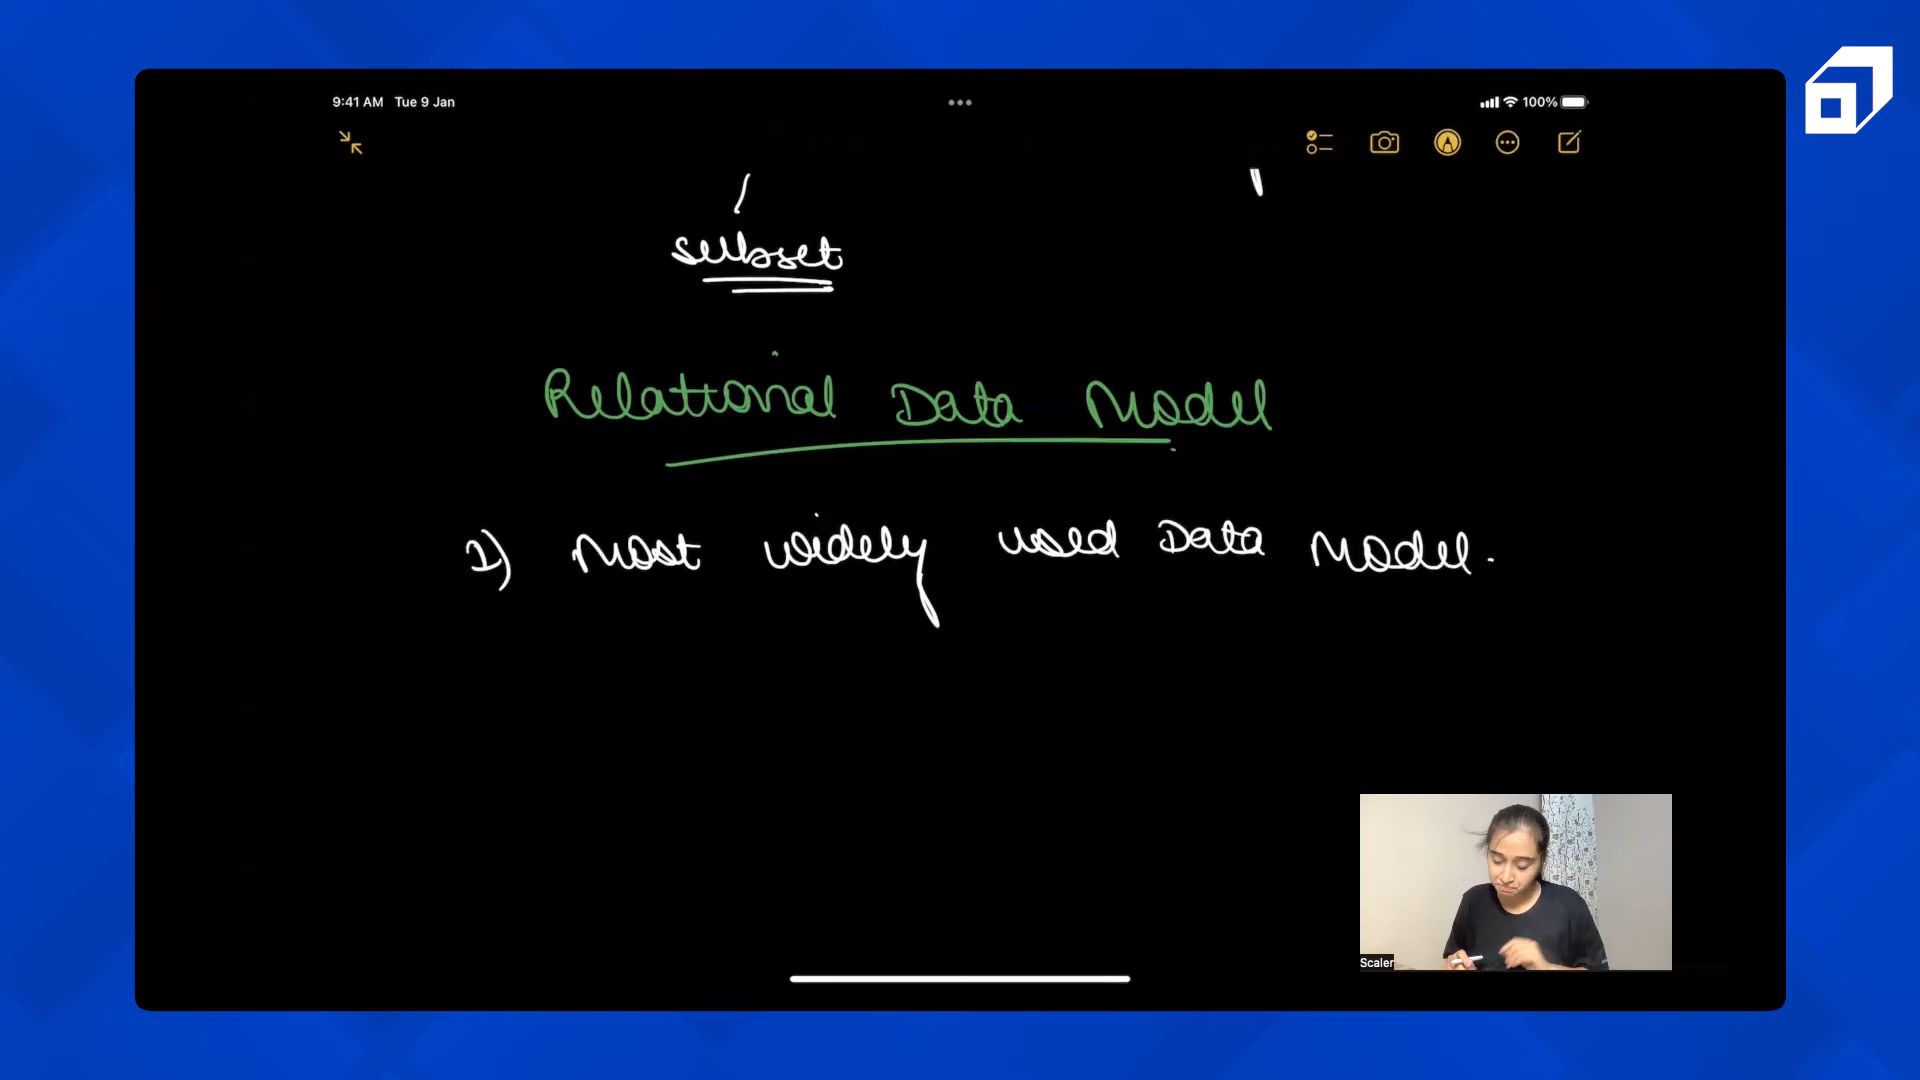 9:41 AM Tue 9 Jan
100%
subset
Relational Data Model
1) Most widely used Data Model.
Scaler